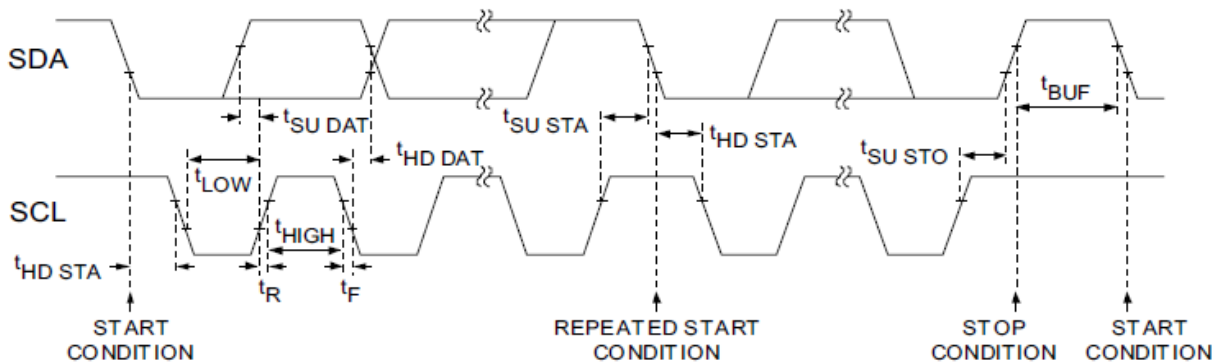 SDA
tBUF
tSU DAT
tSU STA
tHD STA
tHD DAT
tSU STO
tLOW
SCL
tHIGH
tHD STA
tR
tF
START
CONDITION
REPEATED START
CONDITION
STOP
CONDITION
START
CONDITION